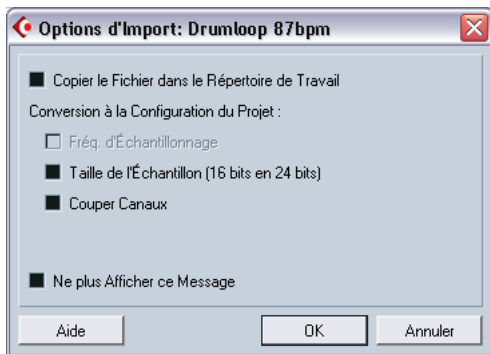 Options d'Import: Drumloop 87bpm
Copier le Fichier dans le Répertoire de Travail
Conversion à la Configuration du Projet :
Fréq. d'Échantillonnage
Taille de l'Échantillon (16 bits en 24 bits)
Couper Canaux
Ne plus Afficher ce Message
Aide
OK
Annuler